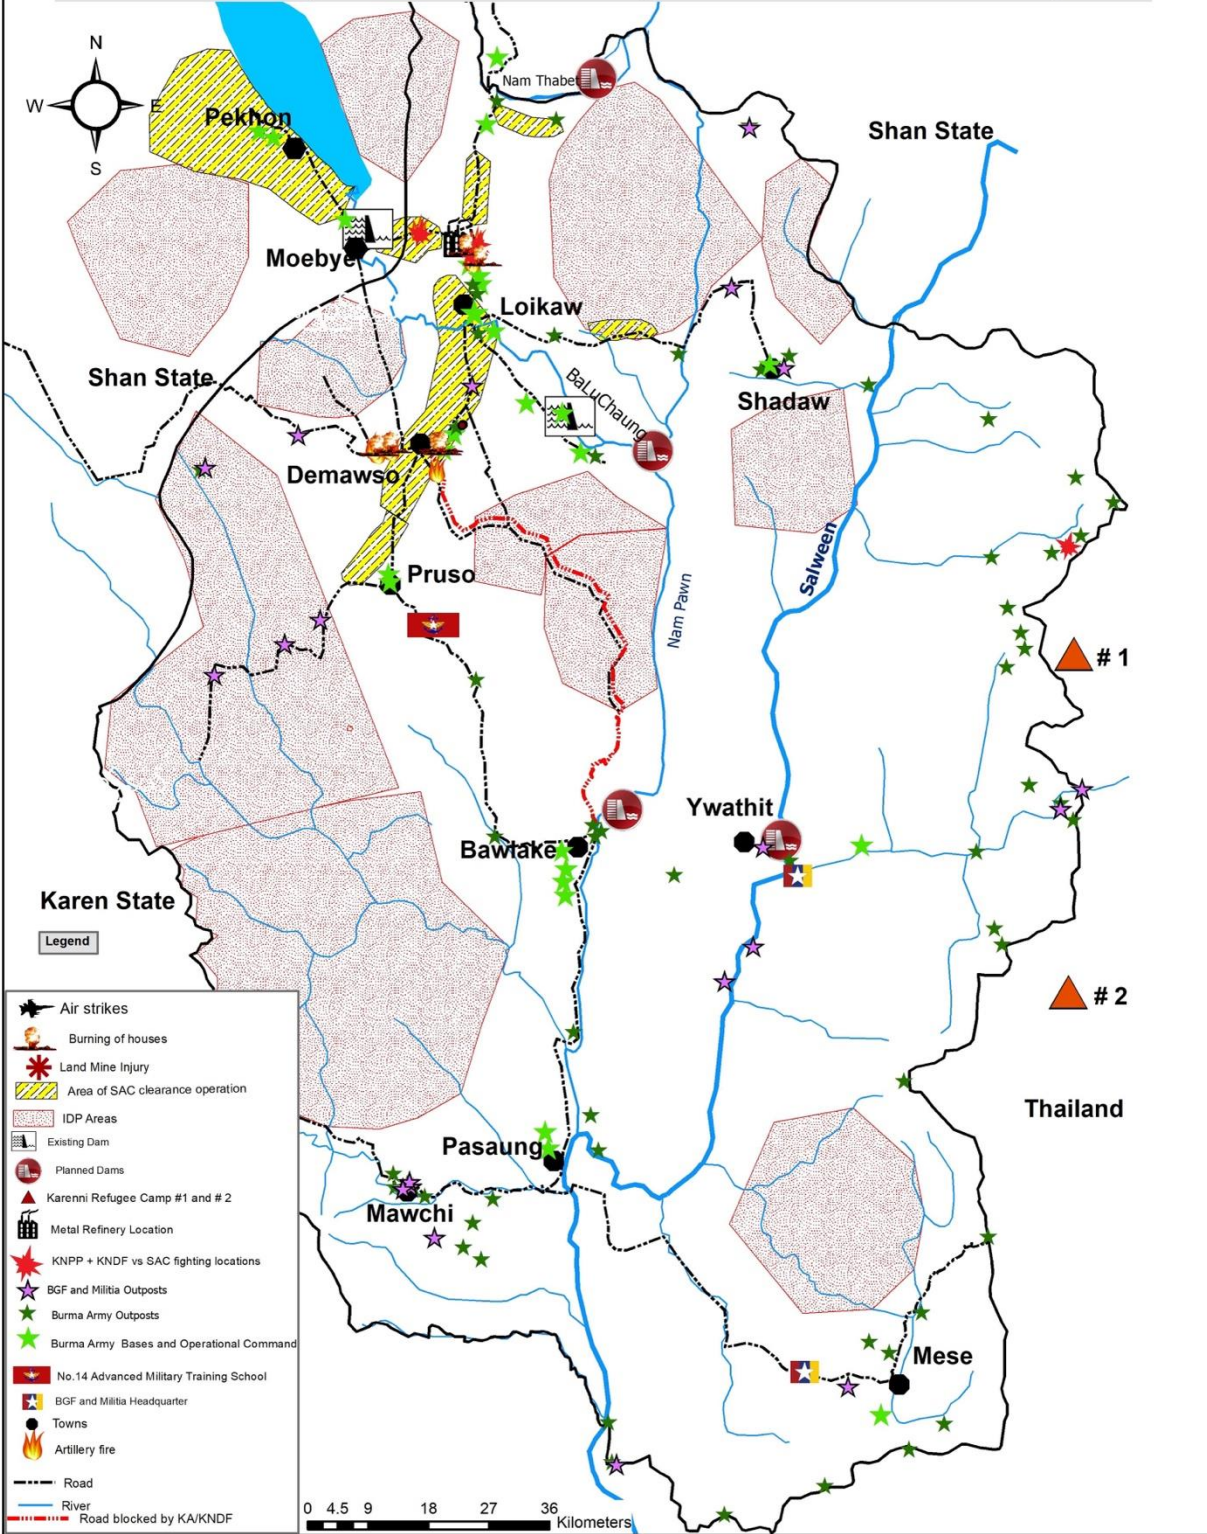 N
W
E
S
Nam Thabet
Pekhon
Shan State
Moebye
Loikaw
BaLuChaung
Shan State
Shadaw
Demawso
Salween
Pruso
Nam Pawn
# 1
Ywathit
Bawlake
Karen State
Legend
# 2
Air strikes
Burning of houses
Land Mine Injury
Area of SAC clearance operation
IDP Areas
Existing Dam
Planned Dams
Karenni Refugee Camp #1 and # 2
Metal Refinery Location
KNPP + KNDF vs SAC fighting locations
BGF and Militia Outposts
Burma Army Outposts
Burma Army Bases and Operational Command
No.14 Advanced Military Training School
BGF and Militia Headquarter
Towns
Artillery fire
Road
River
Road blocked by KA/KNDF
Thailand
Pasaung
Mawchi
Mese
0 4.5 9 18 27 36
Kilometers